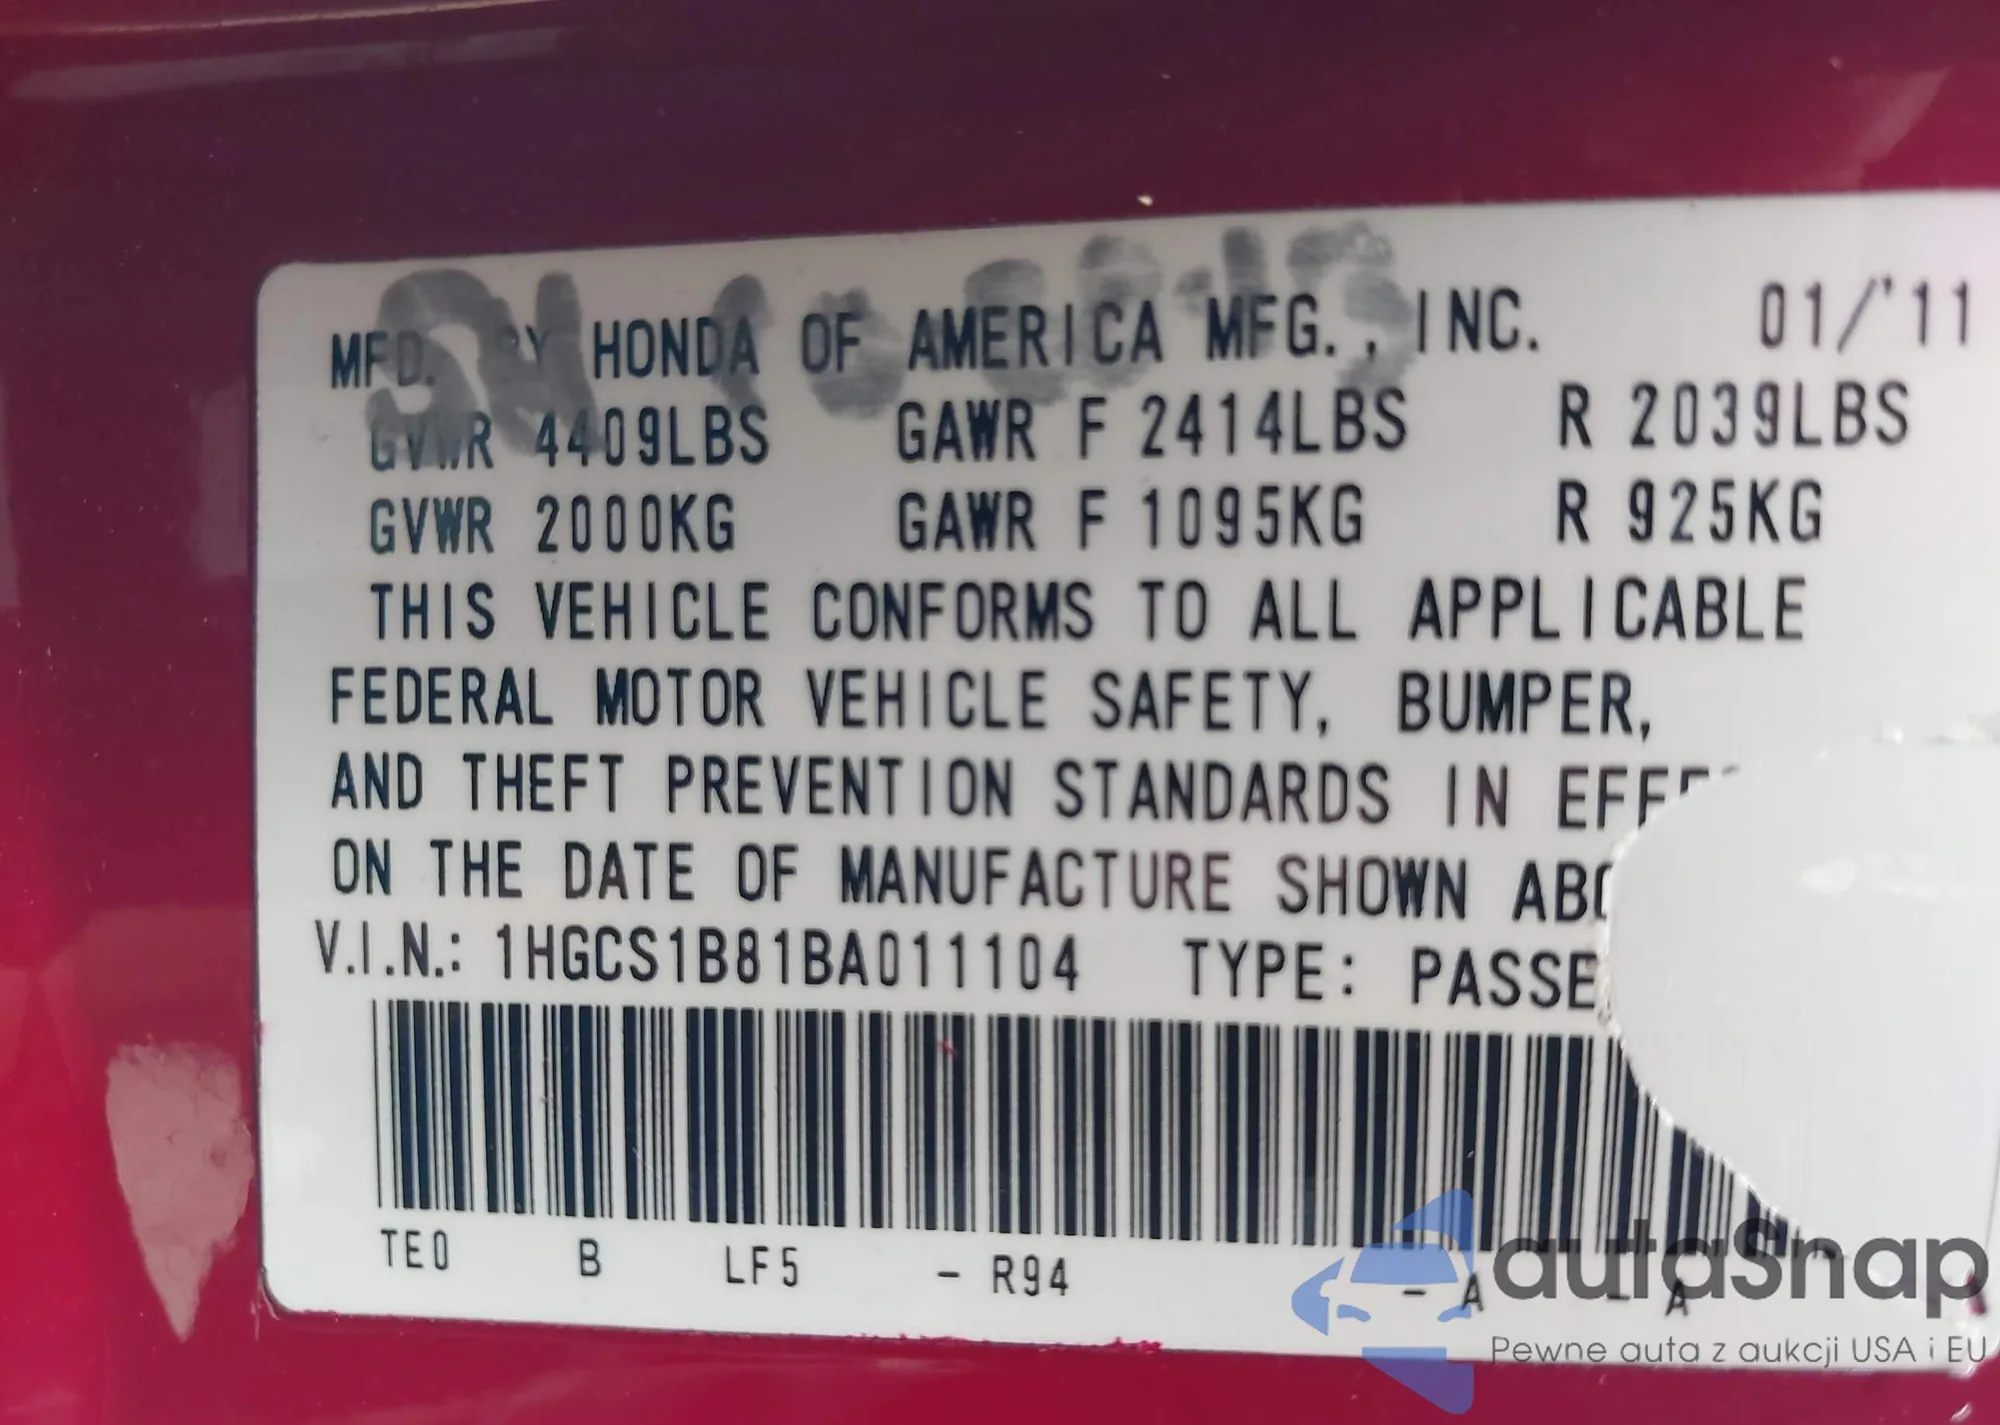 MFD. BY HONDA OF AMERICA MFG., INC. 01/'11
GVWR 4409LBS GAWR F 2414LBS R 2039LBS
GVWR 2000KG GAWR F 1095KG R 925KG
THIS VEHICLE CONFORMS TO ALL APPLICABLE
FEDERAL MOTOR VEHICLE SAFETY, BUMPER,
AND THEFT PREVENTION STANDARDS IN
ON THE DATE OF MANUFACTURE SHOWN
V.I.N.: 1HGCS1B81BA011104 TYPE:
TE0 B LF5 - R94 - A - A
autaSnap
Pewne auta z aukcji USA i EU